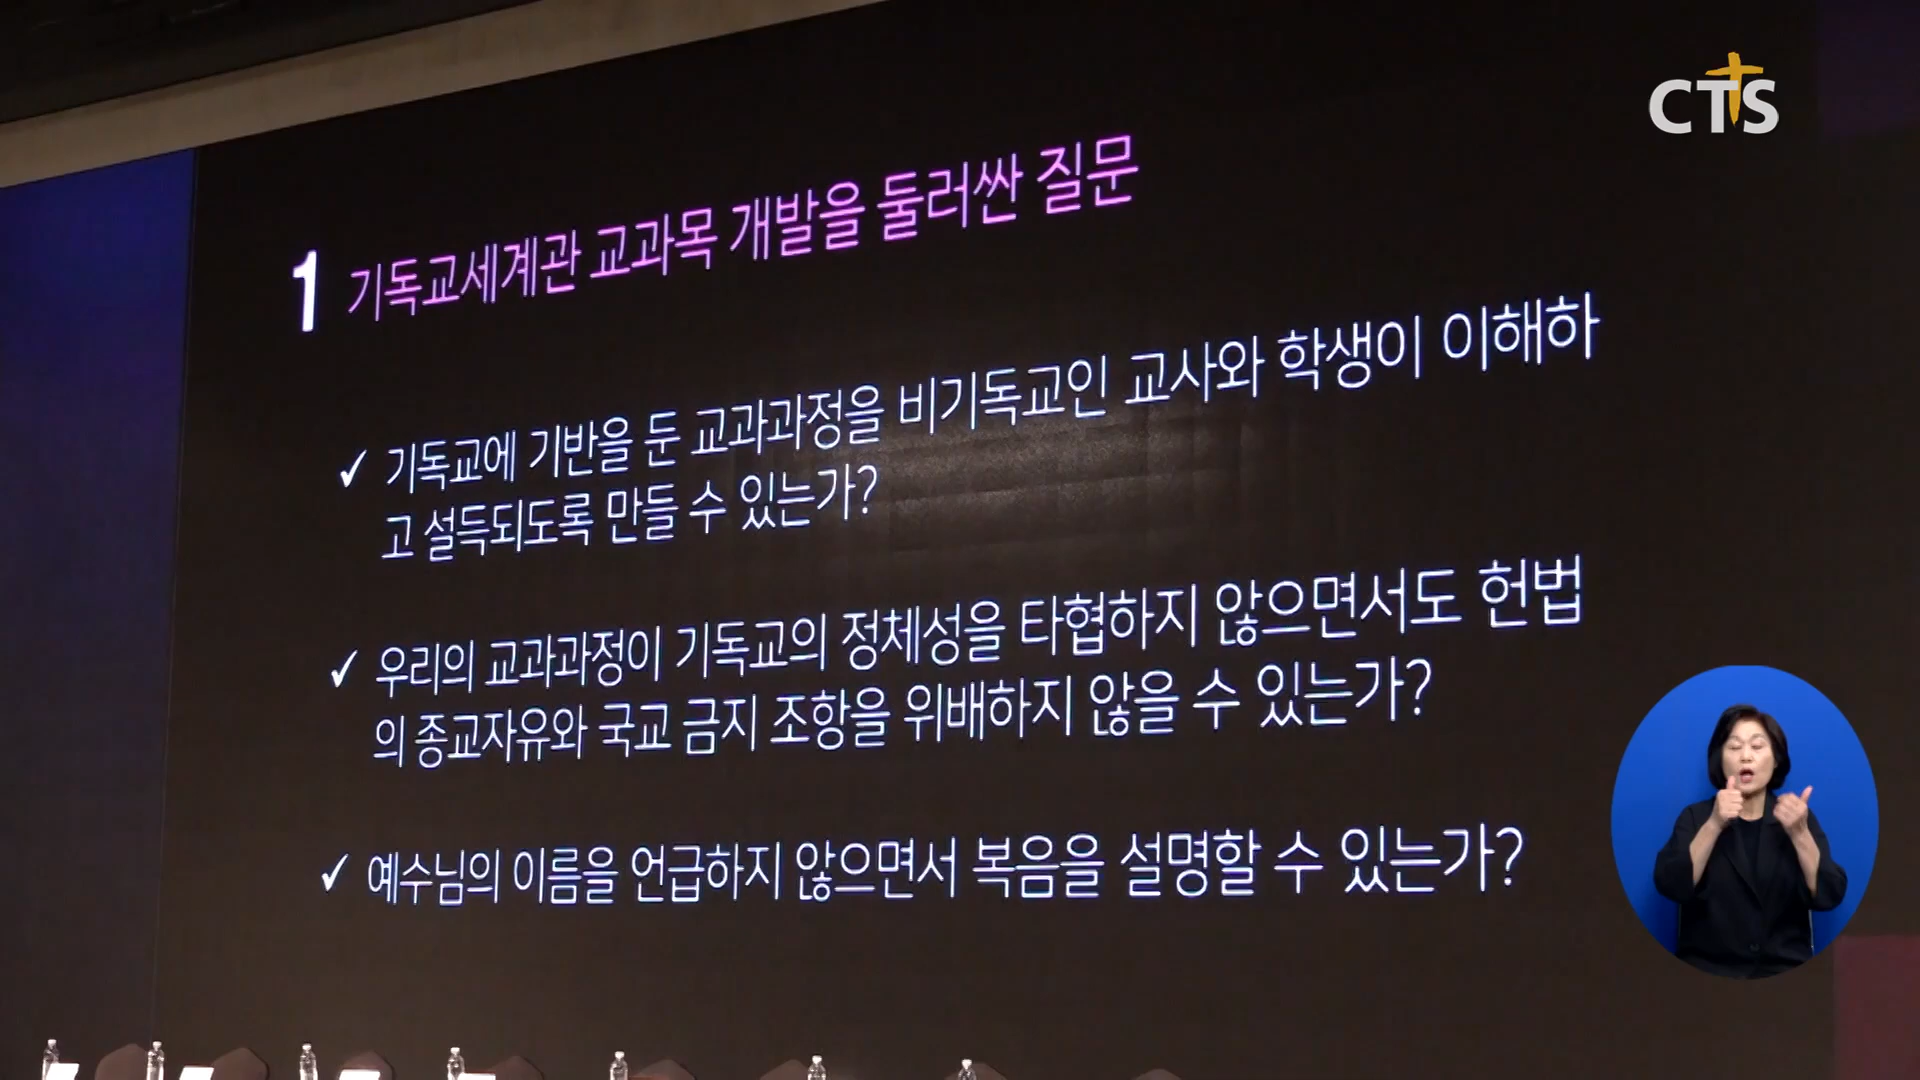 CTS
1 기독교세계관 교과목 개발을 둘러싼 질문
✓ 기독교에 기반을 둔 교과과정을 비기독교인 교사와 학생이 이해하
고 설득되도록 만들 수 있는가?
✓ 우리의 교과과정이 기독교의 정체성을 타협하지 않으면서도 헌법
의 종교자유와 국교 금지 조항을 위배하지 않을 수 있는가?
✓ 예수님의 이름을 언급하지 않으면서 복음을 설명할 수 있는가?